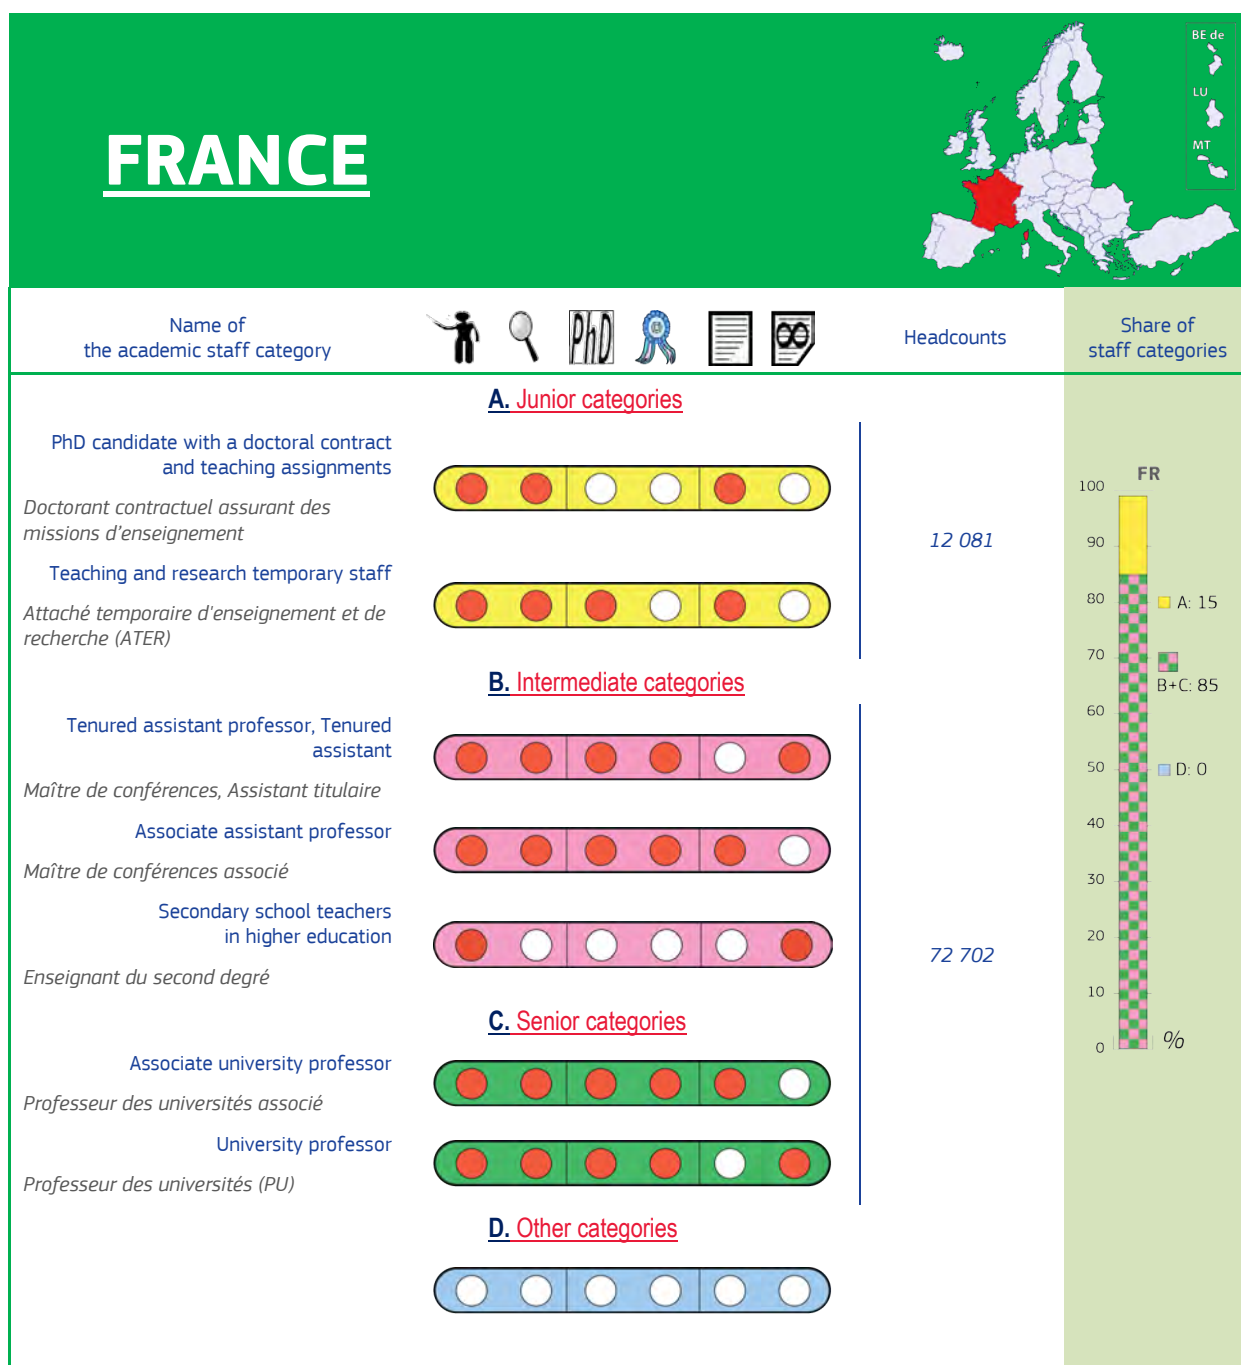 BE de
LU
MT
FRANCE
Name of
the academic staff category
PhD
∞
Headcounts
Share of
staff categories
A. Junior categories
PhD candidate with a doctoral contract
and teaching assignments
Doctorant contractuel assurant des
missions d'enseignement
12 081
Teaching and research temporary staff
Attaché temporaire d'enseignement et de
recherche (ATER)
B. Intermediate categories
Tenured assistant professor, Tenured
assistant
Maître de conférences, Assistant titulaire
Associate assistant professor
Maître de conférences associé
Secondary school teachers
in higher education
Enseignant du second degré
72 702
C. Senior categories
Associate university professor
Professeur des universités associé
University professor
Professeur des universités (PU)
D. Other categories
FR
100
90
80
70
60
50
40
30
20
10
0
%
A: 15
B+C: 85
D: 0